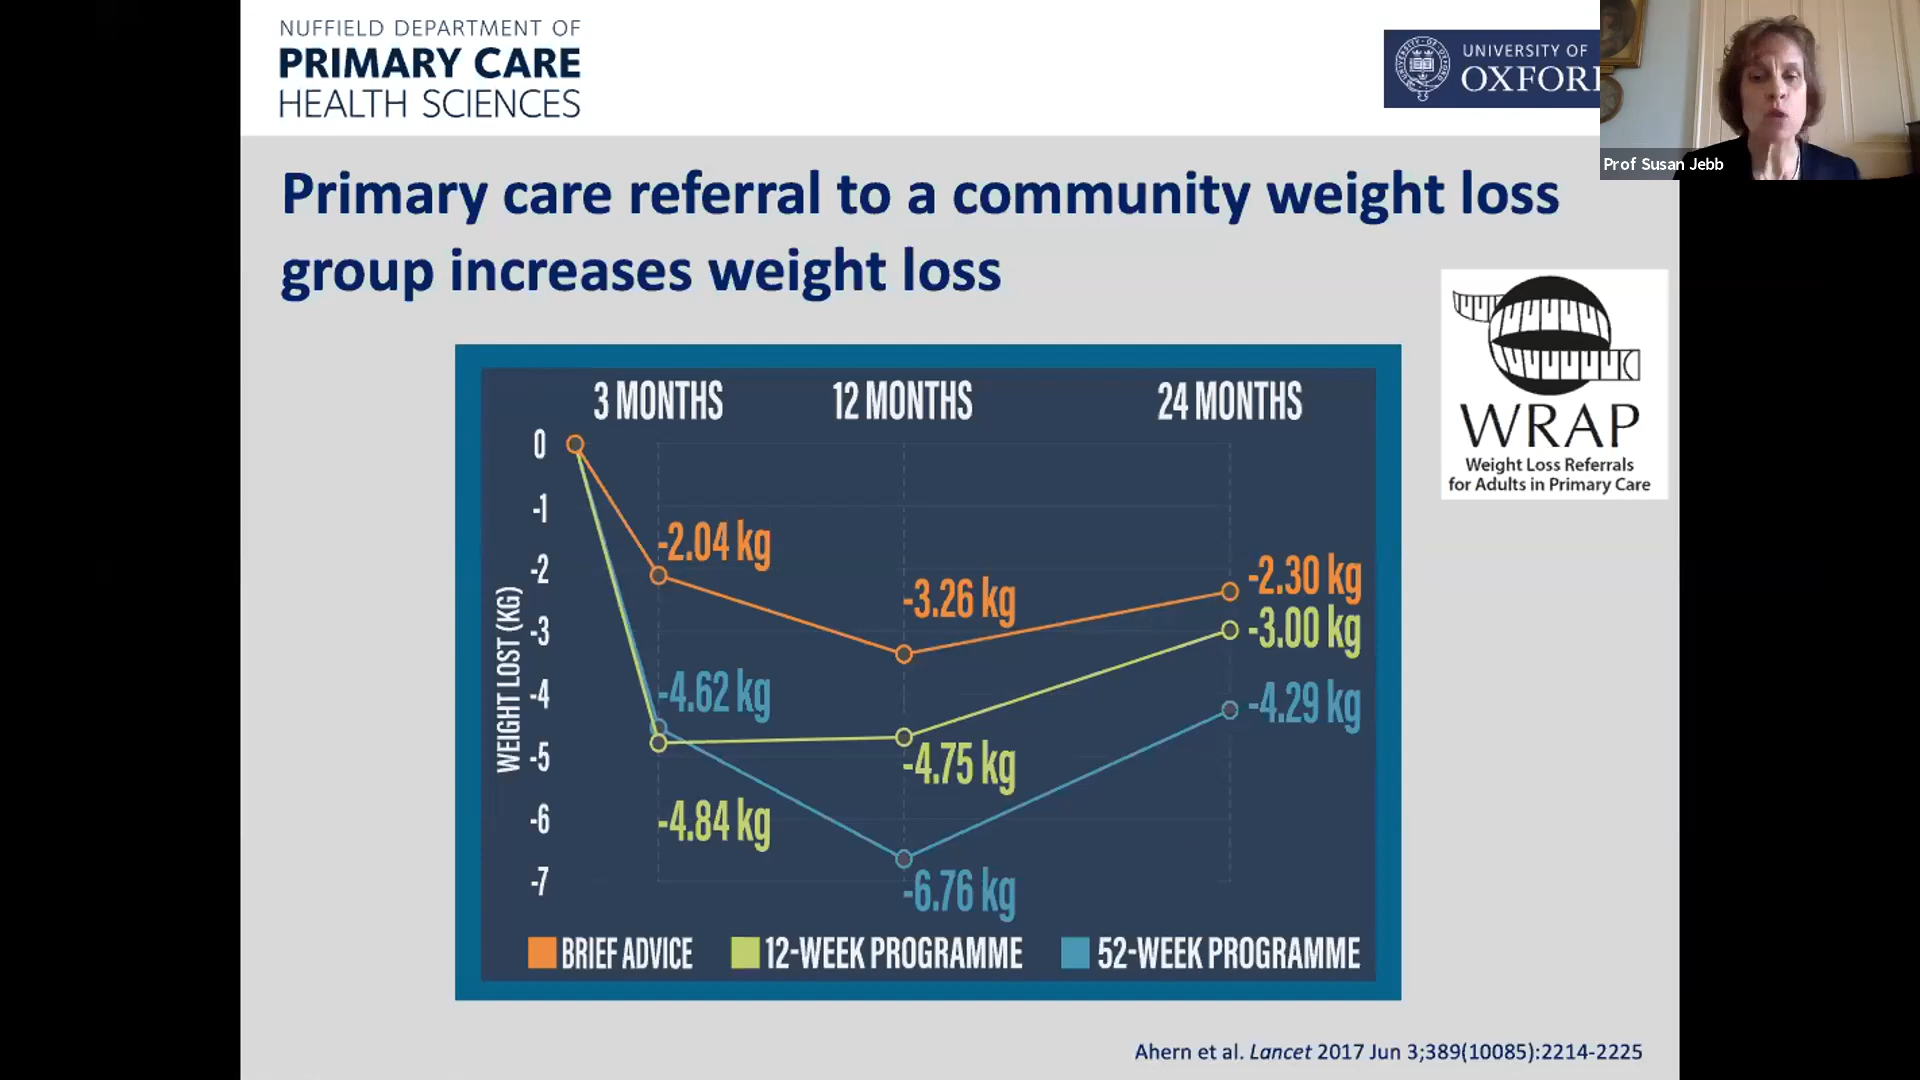 NUFFIELD DEPARTMENT OF
PRIMARY CARE
HEALTH SCIENCES
UNIVERSITY OF
OXFOR
Prof Susan Jebb
Primary care referral to a community weight loss
group increases weight loss
WRAP
Weight Loss Referrals
for Adults in Primary Care
3 MONTHS 12 MONTHS 24 MONTHS
0
-1
-2
-3
-4
-5
-6
-7
WEIGHT LOST (KG)
-2.04 kg
-3.26 kg
-2.30 kg
-3.00 kg
-4.62 kg
-4.29 kg
-4.75 kg
-4.84 kg
-6.76 kg
BRIEF ADVICE 12-WEEK PROGRAMME 52-WEEK PROGRAMME
Ahern et al. Lancet 2017 Jun 3;389(10085):2214-2225